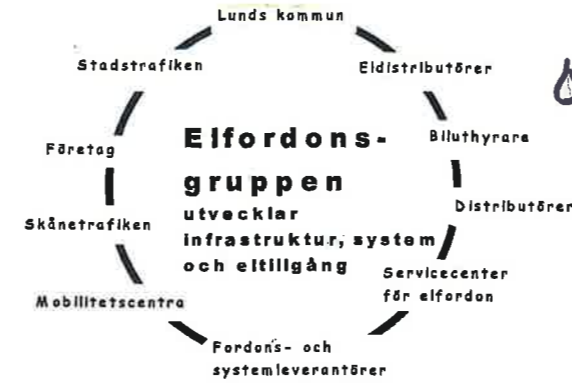 Lunds kommun
Stadstrafiken
Eldistributörer
Företag
Biluthyrare
Elfordons-
gruppen
utvecklar
infrastruktur, system
och eltillgång
Skånetrafiken
Distributörer
Servicecenter
för elfordon
Mobilitetscentra
Fordons- och
systemleverantörer